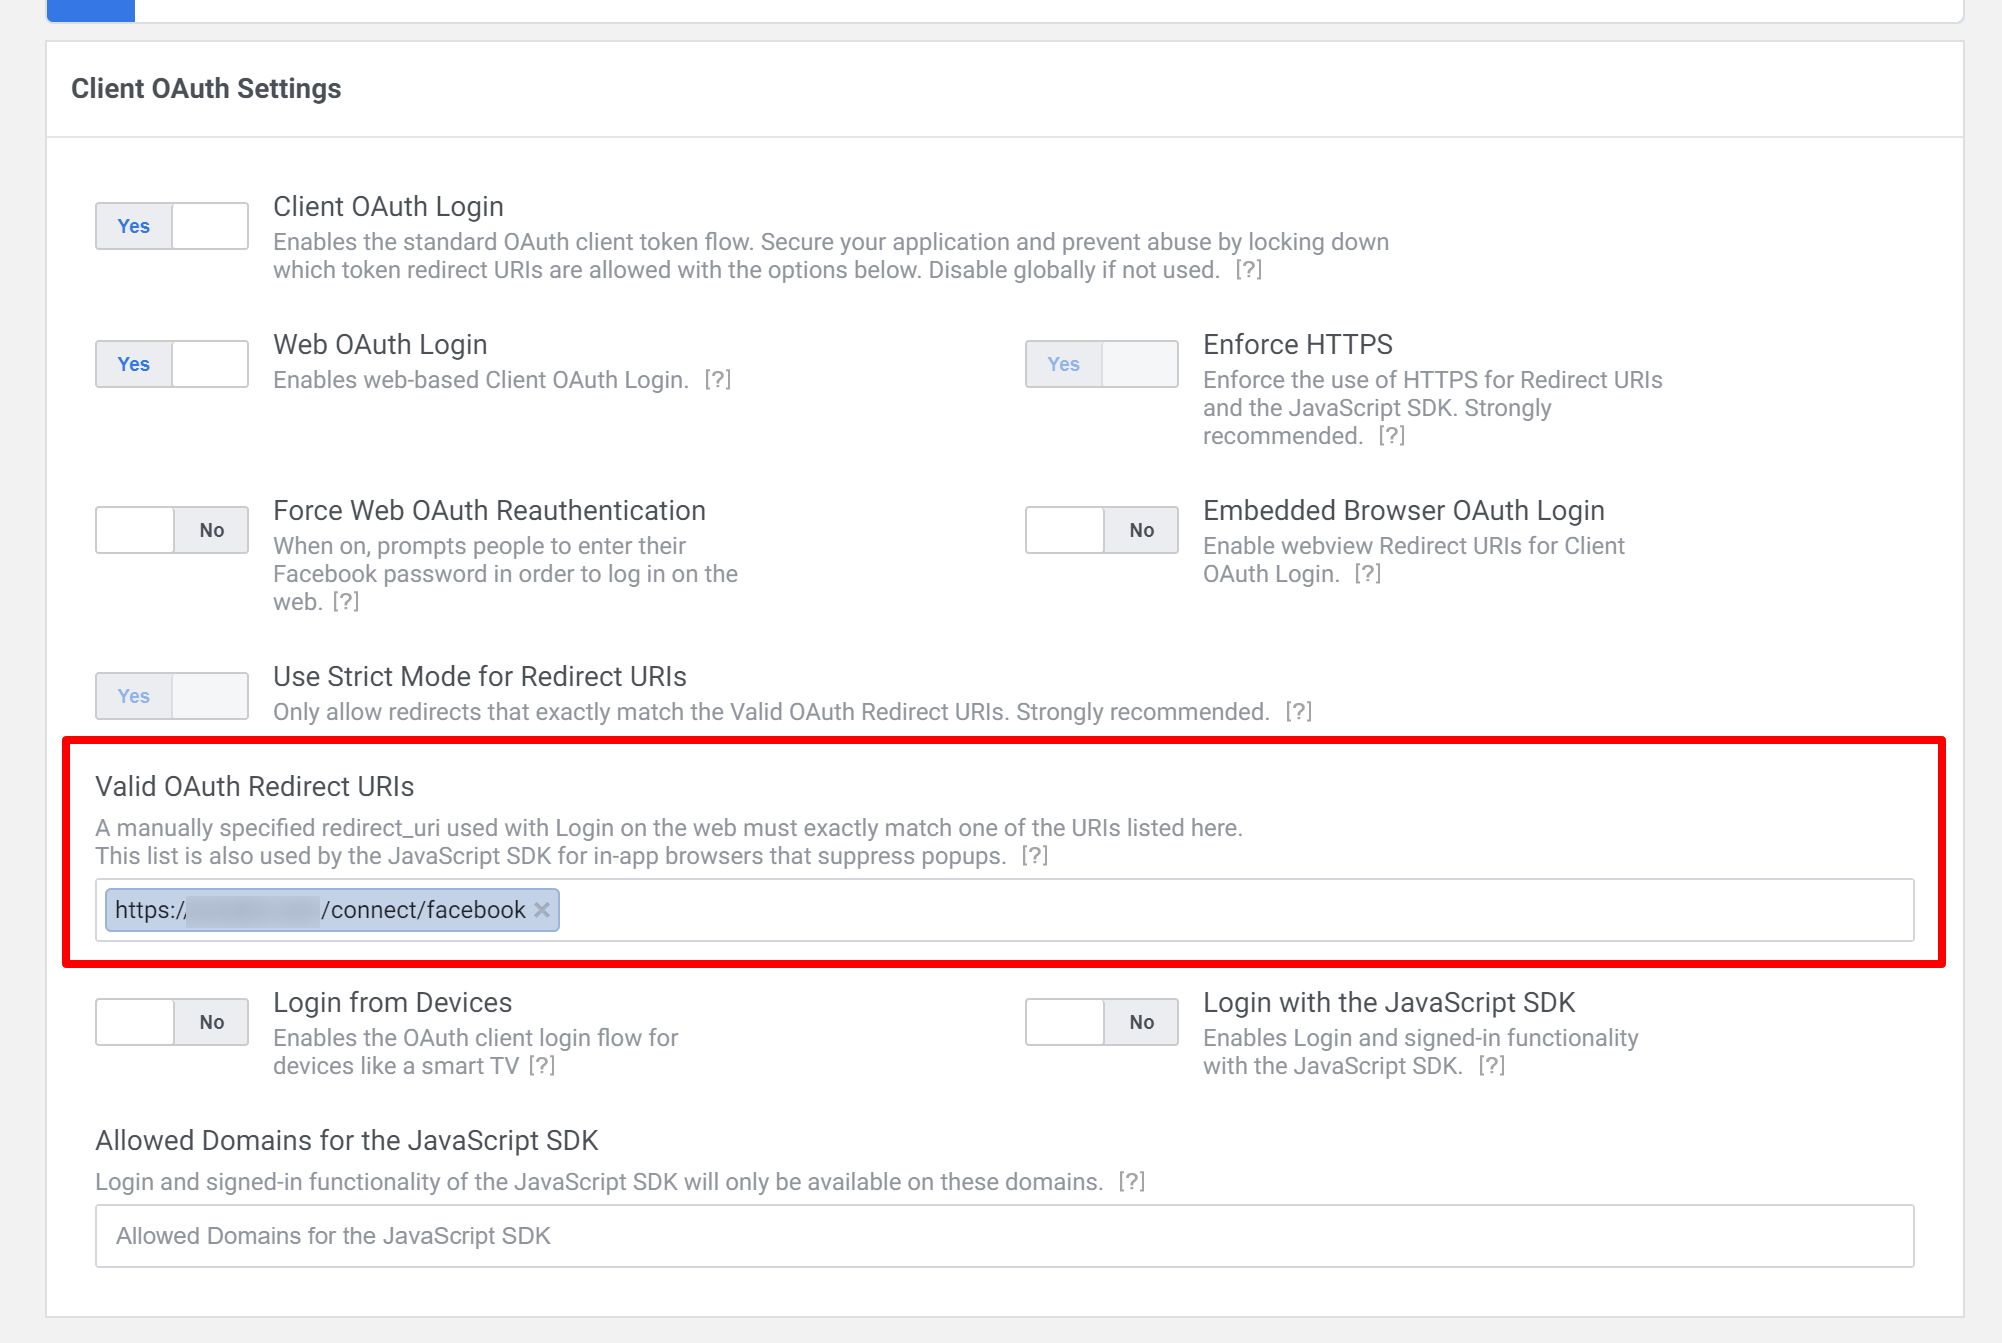 Client OAuth Settings
Yes
Client OAuth Login
Enables the standard OAuth client token flow. Secure your application and prevent abuse by locking down
which token redirect URIs are allowed with the options below. Disable globally if not used. [?]
Yes
Web OAuth Login
Enables web-based Client OAuth Login. [?]
Yes
Enforce HTTPS
Enforce the use of HTTPS for Redirect URIs
and the JavaScript SDK. Strongly
recommended. [?]
No
Force Web OAuth Reauthentication
When on, prompts people to enter their
Facebook password in order to log in on the
web. [?]
No
Embedded Browser OAuth Login
Enable webview Redirect URIs for Client
OAuth Login. [?]
Yes
Use Strict Mode for Redirect URIs
Only allow redirects that exactly match the Valid OAuth Redirect URIs. Strongly recommended. [?]
Valid OAuth Redirect URIs
A manually specified redirect_uri used with Login on the web must exactly match one of the URIs listed here.
This list is also used by the JavaScript SDK for in-app browsers that suppress popups. [?]
https:// /connect/facebook ×
No
Login from Devices
Enables the OAuth client login flow for
devices like a smart TV [?]
No
Login with the JavaScript SDK
Enables Login and signed-in functionality
with the JavaScript SDK. [?]
Allowed Domains for the JavaScript SDK
Login and signed-in functionality of the JavaScript SDK will only be available on these domains. [?]
Allowed Domains for the JavaScript SDK